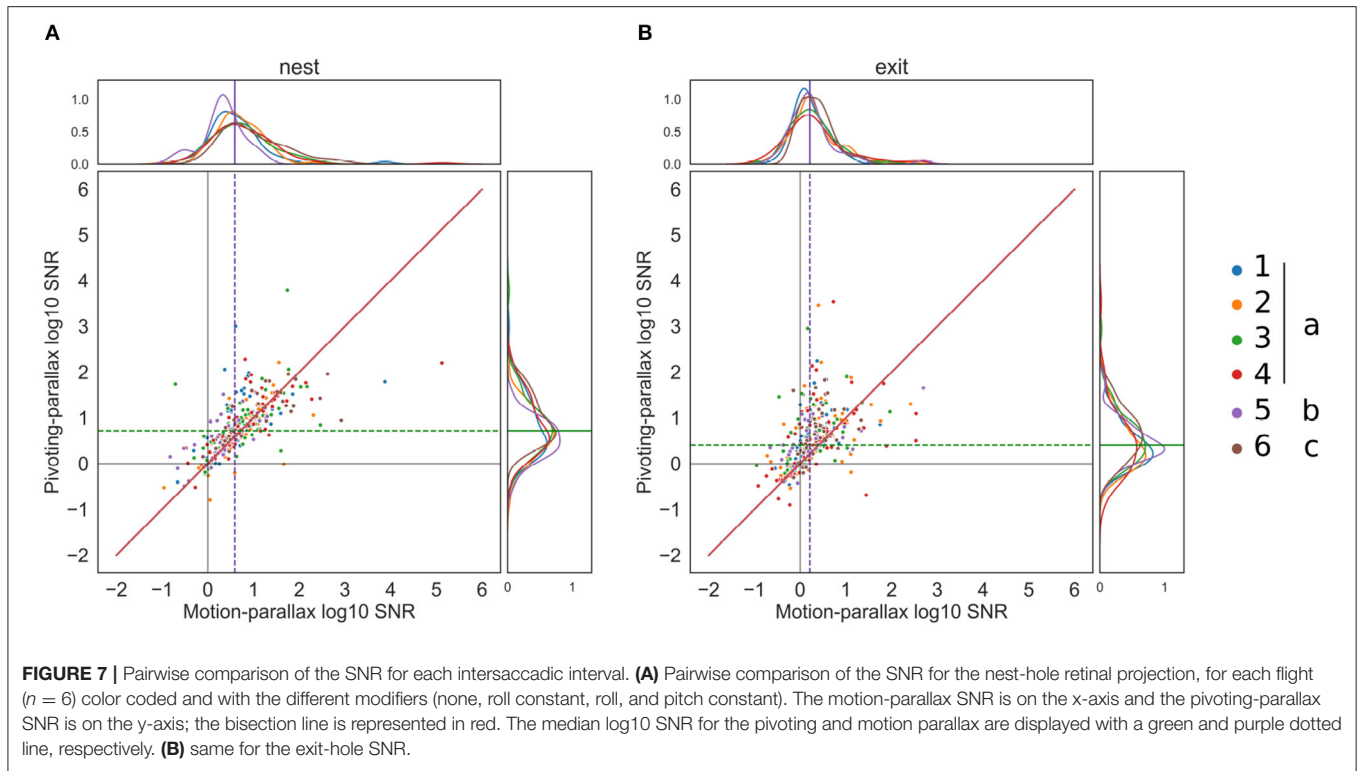 A
B
nest
exit
1.0
0.5
0.0
1.0
0.5
0.0
6
5
4
3
2
1
0
−1
−2
Pivoting-parallax log10 SNR
−2 −1 0 1 2 3 4 5 6
Motion-parallax log10 SNR
0 1
6
5
4
3
2
1
0
−1
−2
Pivoting-parallax log10 SNR
−2 −1 0 1 2 3 4 5 6
Motion-parallax log10 SNR
0 1
1
2
3
4
a
5 b
6 c
FIGURE 7 | Pairwise comparison of the SNR for each intersaccadic interval. (A) Pairwise comparison of the SNR for the nest-hole retinal projection, for each flight
(n = 6) color coded and with the different modifiers (none, roll constant, roll, and pitch constant). The motion-parallax SNR is on the x-axis and the pivoting-parallax
SNR is on the y-axis; the bisection line is represented in red. The median log10 SNR for the pivoting and motion parallax are displayed with a green and purple dotted
line, respectively. (B) same for the exit-hole SNR.